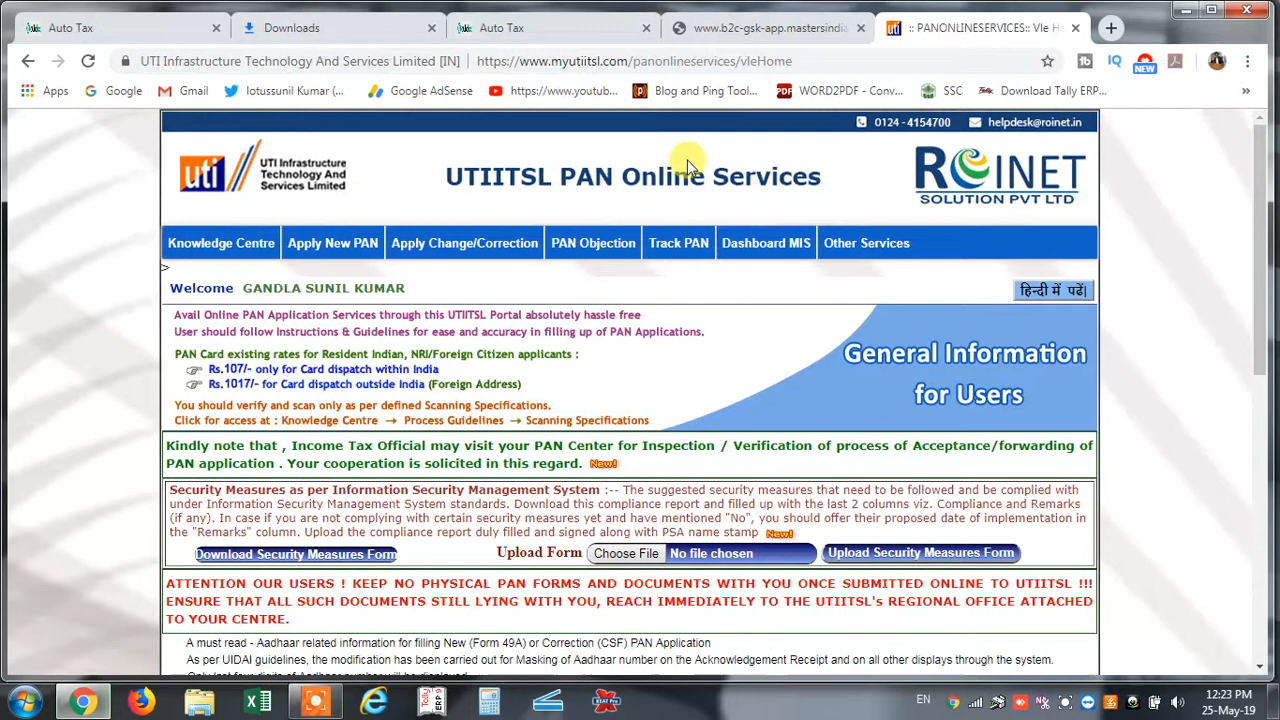 Auto Tax
Downloads
Auto Tax
www.b2c-gsk-app.mastersindia
:: PANONLINESERVICES:: Vle Ho
UTI Infrastructure Technology And Services Limited [IN]
https://www.myutiitsl.com/panonlineservices/vleHome
NEW
Apps
Google
Gmail
lotussunil Kumar (...
Google AdSense
https://www.youtub...
Blog and Ping Tool...
WORD2PDF - Conv...
SSC
Download Tally ERP...
0124 - 4154700 helpdesk@roinet.in
uti UTI Infrastructure
Technology And
Services Limited
UTIITSL PAN Online Services
ROINET
SOLUTION PVT LTD
Knowledge Centre
Apply New PAN
Apply Change/Correction
PAN Objection
Track PAN
Dashboard MIS
Other Services
>
Welcome GANDLA SUNIL KUMAR
हिन्दी में पढें|
Avail Online PAN Application Services through this UTIITSL Portal absolutely hassle free
User should follow Instructions & Guidelines for ease and accuracy in filling up of PAN Applications.
PAN Card existing rates for Resident Indian, NRI/Foreign Citizen applicants :
Rs.107/- only for Card dispatch within India
Rs.1017/- for Card dispatch outside India (Foreign Address)
You should verify and scan only as per defined Scanning Specifications.
Click for access at : Knowledge Centre → Process Guidelines → Scanning Specifications
General Information
for Users
Kindly note that , Income Tax Official may visit your PAN Center for Inspection / Verification of process of Acceptance/forwarding of
PAN application . Your cooperation is solicited in this regard. New!
Security Measures as per Information Security Management System :-- The suggested security measures that need to be followed and be complied with
under Information Security Management System standards. Download this compliance report and filled up with the last 2 columns viz. Compliance and Remarks
(if any). In case if you are not complying with certain security measures yet and have mentioned "No", you should offer their proposed date of implementation in
the "Remarks" column. Upload the compliance report duly filled and signed along with PSA name stamp New!
Download Security Measures Form
Upload Form Choose File No file chosen
Upload Security Measures Form
ATTENTION OUR USERS ! KEEP NO PHYSICAL PAN FORMS AND DOCUMENTS WITH YOU ONCE SUBMITTED ONLINE TO UTIITSL !!!
ENSURE THAT ALL SUCH DOCUMENTS STILL LYING WITH YOU, REACH IMMEDIATELY TO THE UTIITSL's REGIONAL OFFICE ATTACHED
TO YOUR CENTRE.
A must read - Aadhaar related information for filling New (Form 49A) or Correction (CSF) PAN Application
As per UIDAI guidelines, the modification has been carried out for Masking of Aadhaar number on the Acknowledgement Receipt and on all other displays through the system.
EN
12:23 PM
25-May-19